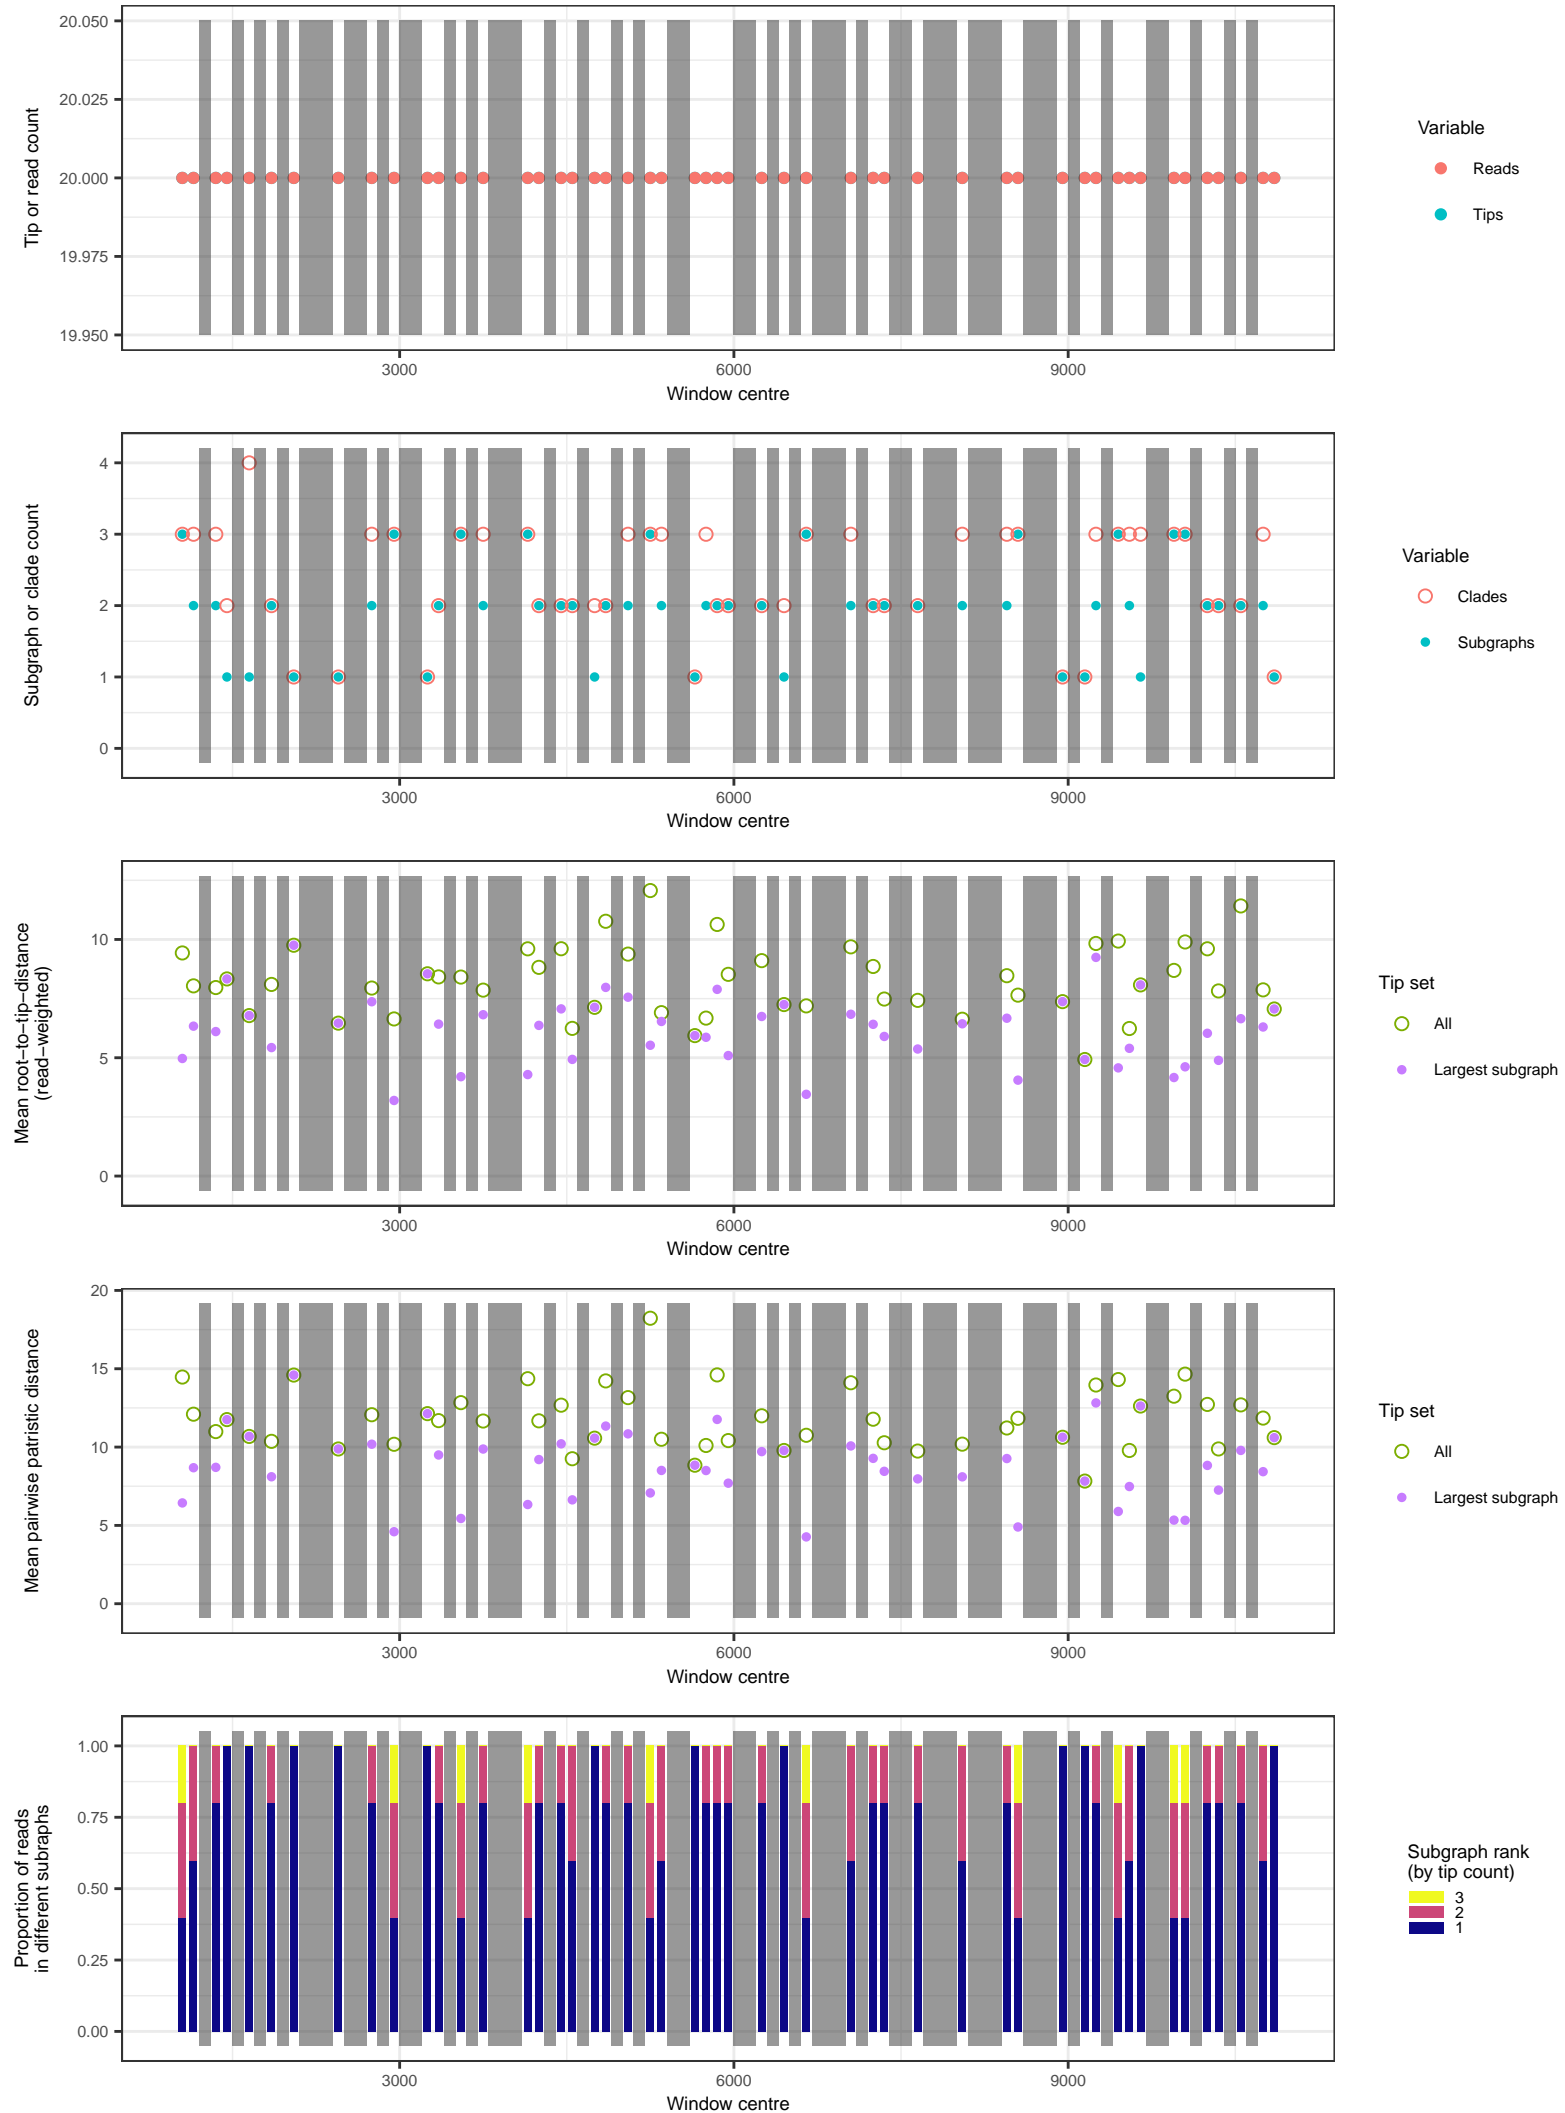 20.050
20.025
20.000
19.975
19.950
Tip or read count
3000
6000
9000
Window centre
Variable
Reads
Tips
4
3
2
1
0
Subgraph or clade count
3000
6000
9000
Window centre
Variable
Clades
Subgraphs
10
5
0
Mean root−to−tip−distance
(read−weighted)
3000
6000
9000
Window centre
Tip set
All
Largest subgraph
20
15
10
5
0
Mean pairwise patristic distance
3000
6000
9000
Window centre
Tip set
All
Largest subgraph
1.00
0.75
0.50
0.25
0.00
Proportion of reads
in different subraphs
3000
6000
9000
Window centre
Subgraph rank
(by tip count)
3
2
1